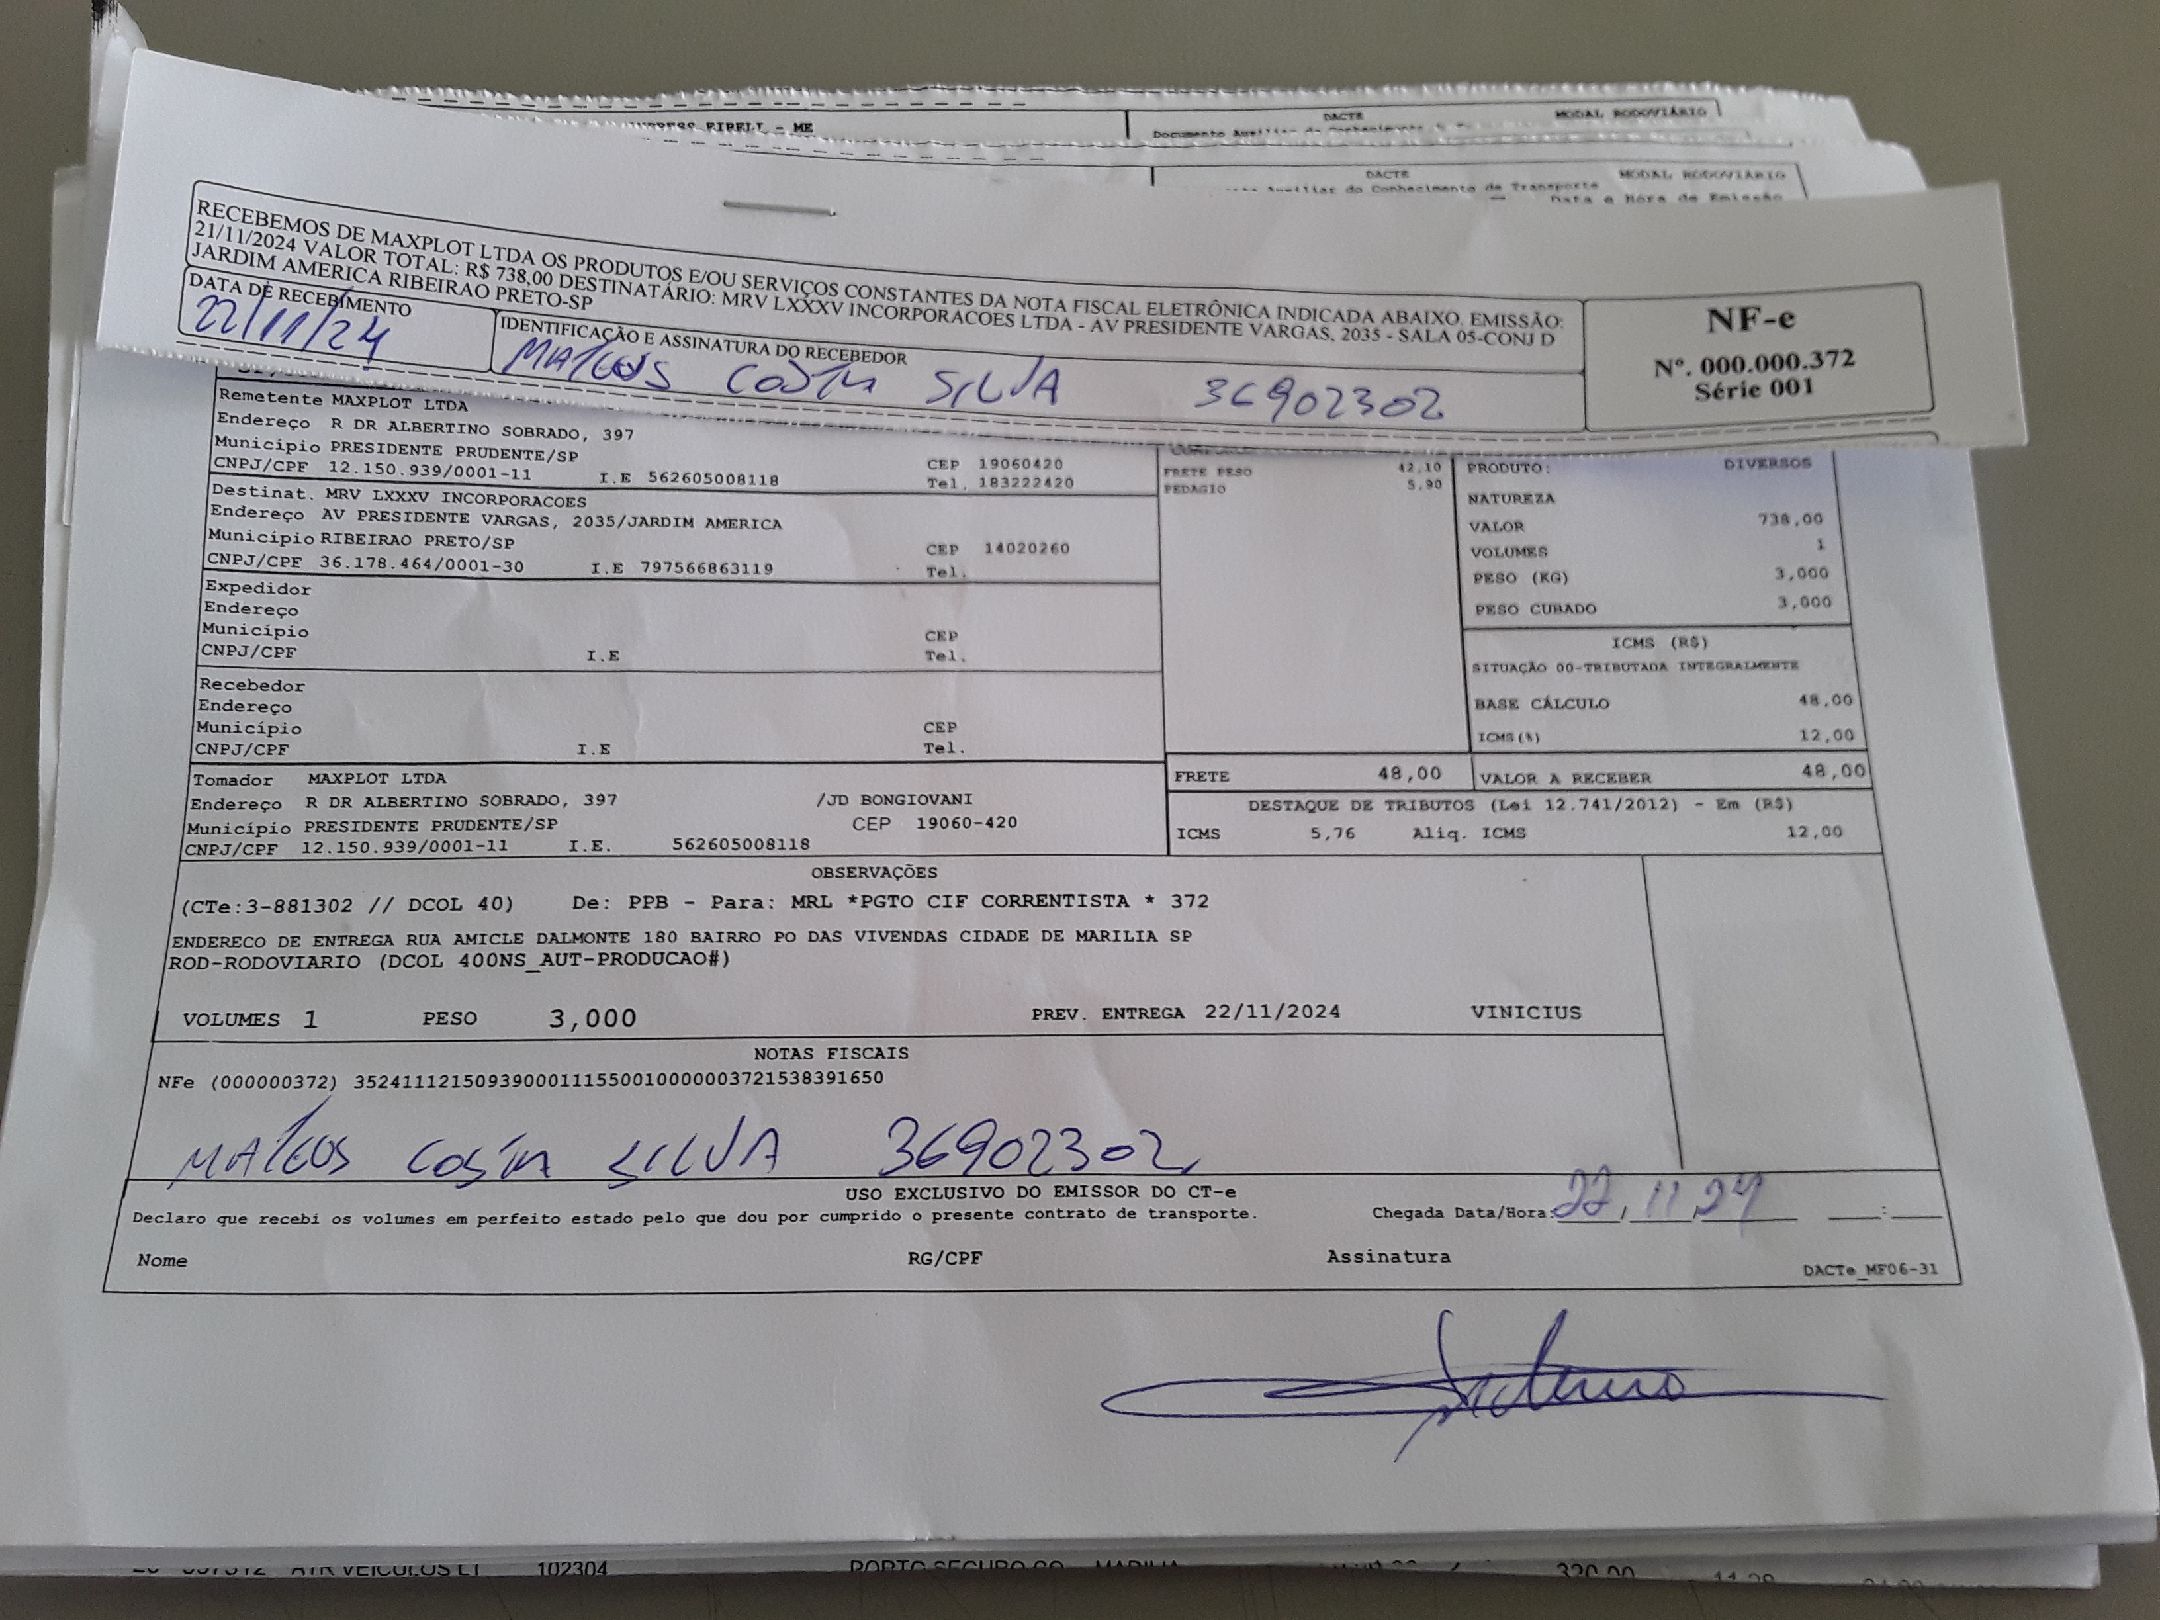 DACTE MODAL RODOVIÁRIO
EIRELI - ME
Documento
DACTE MODAL RODOVIÁRIO
Auxiliar do Conhecimento de Transporte
Data e Hora de Emissão
RECEBEMOS DE MAXPLOT LTDA OS PRODUTOS E/OU SERVIÇOS CONSTANTES DA NOTA FISCAL ELETRÔNICA INDICADA ABAIXO. EMISSÃO:
21/11/2024 VALOR TOTAL: R$ 738,00 DESTINATÁRIO: MRV LXXXV INCORPORACOES LTDA - AV PRESIDENTE VARGAS, 2035 - SALA 05-CONJ D
JARDIM AMERICA RIBEIRAO PRETO-SP
DATA DE RECEBIMENTO
22/11/24
IDENTIFICAÇÃO E ASSINATURA DO RECEBEDOR
MATEUS COSTA SILVA 36902302
NF-e
Nº. 000.000.372
Série 001
Remetente MAXPLOT LTDA
Endereço R DR ALBERTINO SOBRADO, 397
Município PRESIDENTE PRUDENTE/SP CEP 19060420
CNPJ/CPF 12.150.939/0001-11 I.E 562605008118 Tel. 183222420
Destinat. MRV LXXXV INCORPORACOES
Endereço AV PRESIDENTE VARGAS, 2035/JARDIM AMERICA
Município RIBEIRAO PRETO/SP CEP 14020260
CNPJ/CPF 36.178.464/0001-30 I.E 797566863119 Tel.
Expedidor
Endereço
Município CEP
CNPJ/CPF I.E Tel.
Recebedor
Endereço
Município CEP
CNPJ/CPF I.E Tel.
Tomador MAXPLOT LTDA
Endereço R DR ALBERTINO SOBRADO, 397 /JD BONGIOVANI
Município PRESIDENTE PRUDENTE/SP CEP 19060-420
CNPJ/CPF 12.150.939/0001-11 I.E. 562605008118
FRETE PESO 42,10
PEDAGIO 5,90
PRODUTO: DIVERSOS
NATUREZA
VALOR 738,00
VOLUMES 1
PESO (KG) 3,000
PESO CUBADO 3,000
ICMS (R$)
SITUAÇÃO 00-TRIBUTADA INTEGRALMENTE
BASE CÁLCULO 48,00
ICMS(%) 12,00
FRETE 48,00 VALOR A RECEBER 48,00
DESTAQUE DE TRIBUTOS (Lei 12.741/2012) - Em (R$)
ICMS 5,76 Aliq. ICMS 12,00
OBSERVAÇÕES
(CTe:3-881302 // DCOL 40) De: PPB - Para: MRL *PGTO CIF CORRENTISTA * 372
ENDERECO DE ENTREGA RUA AMICLE DALMONTE 180 BAIRRO PO DAS VIVENDAS CIDADE DE MARILIA SP
ROD-RODOVIARIO (DCOL 400NS_AUT-PRODUCAO#)
VOLUMES 1 PESO 3,000 PREV. ENTREGA 22/11/2024 VINICIUS
NOTAS FISCAIS
NFe (000000372) 35241112150939000111550010000003721538391650
MATEUS COSTA SILVA 36902302
USO EXCLUSIVO DO EMISSOR DO CT-e
Declaro que recebi os volumes em perfeito estado pelo que dou por cumprido o presente contrato de transporte. Chegada Data/Hora: 22/11/24 :
Nome RG/CPF Assinatura
DACTe_MF06-31
102304
320,00